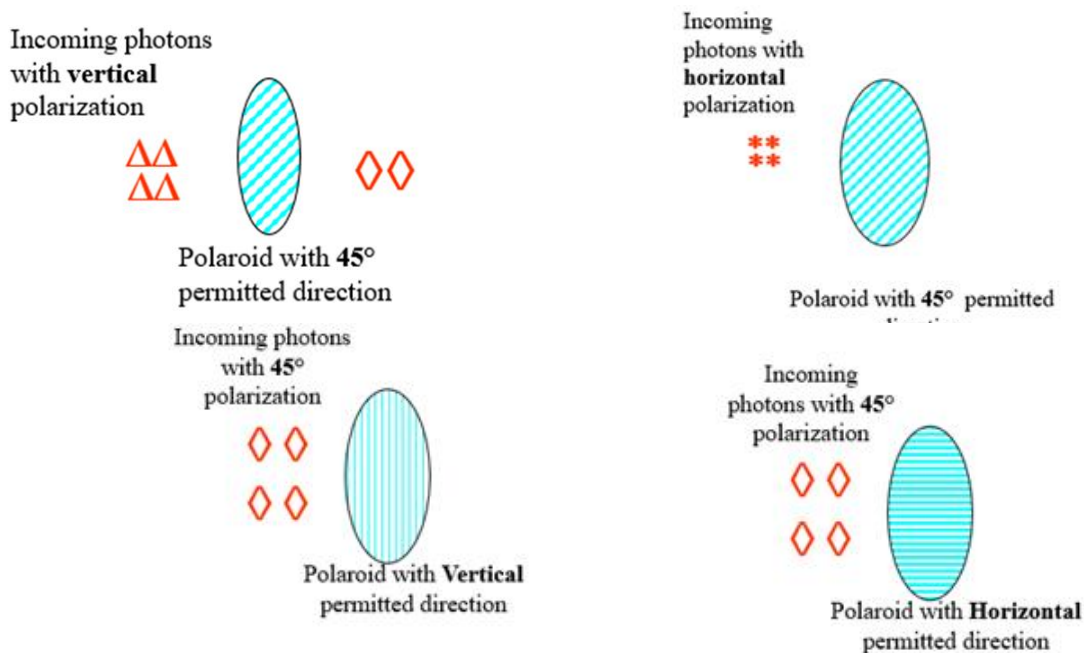 Incoming photons
with vertical
polarization
ΔΔ
ΔΔ
Polaroid with 45°
permitted direction
Incoming
photons with
horizontal
polarization
**
**
Polaroid with 45° permitted
Incoming photons
with 45°
polarization
Polaroid with Vertical
permitted direction
Incoming
photons with 45°
polarization
Polaroid with Horizontal
permitted direction